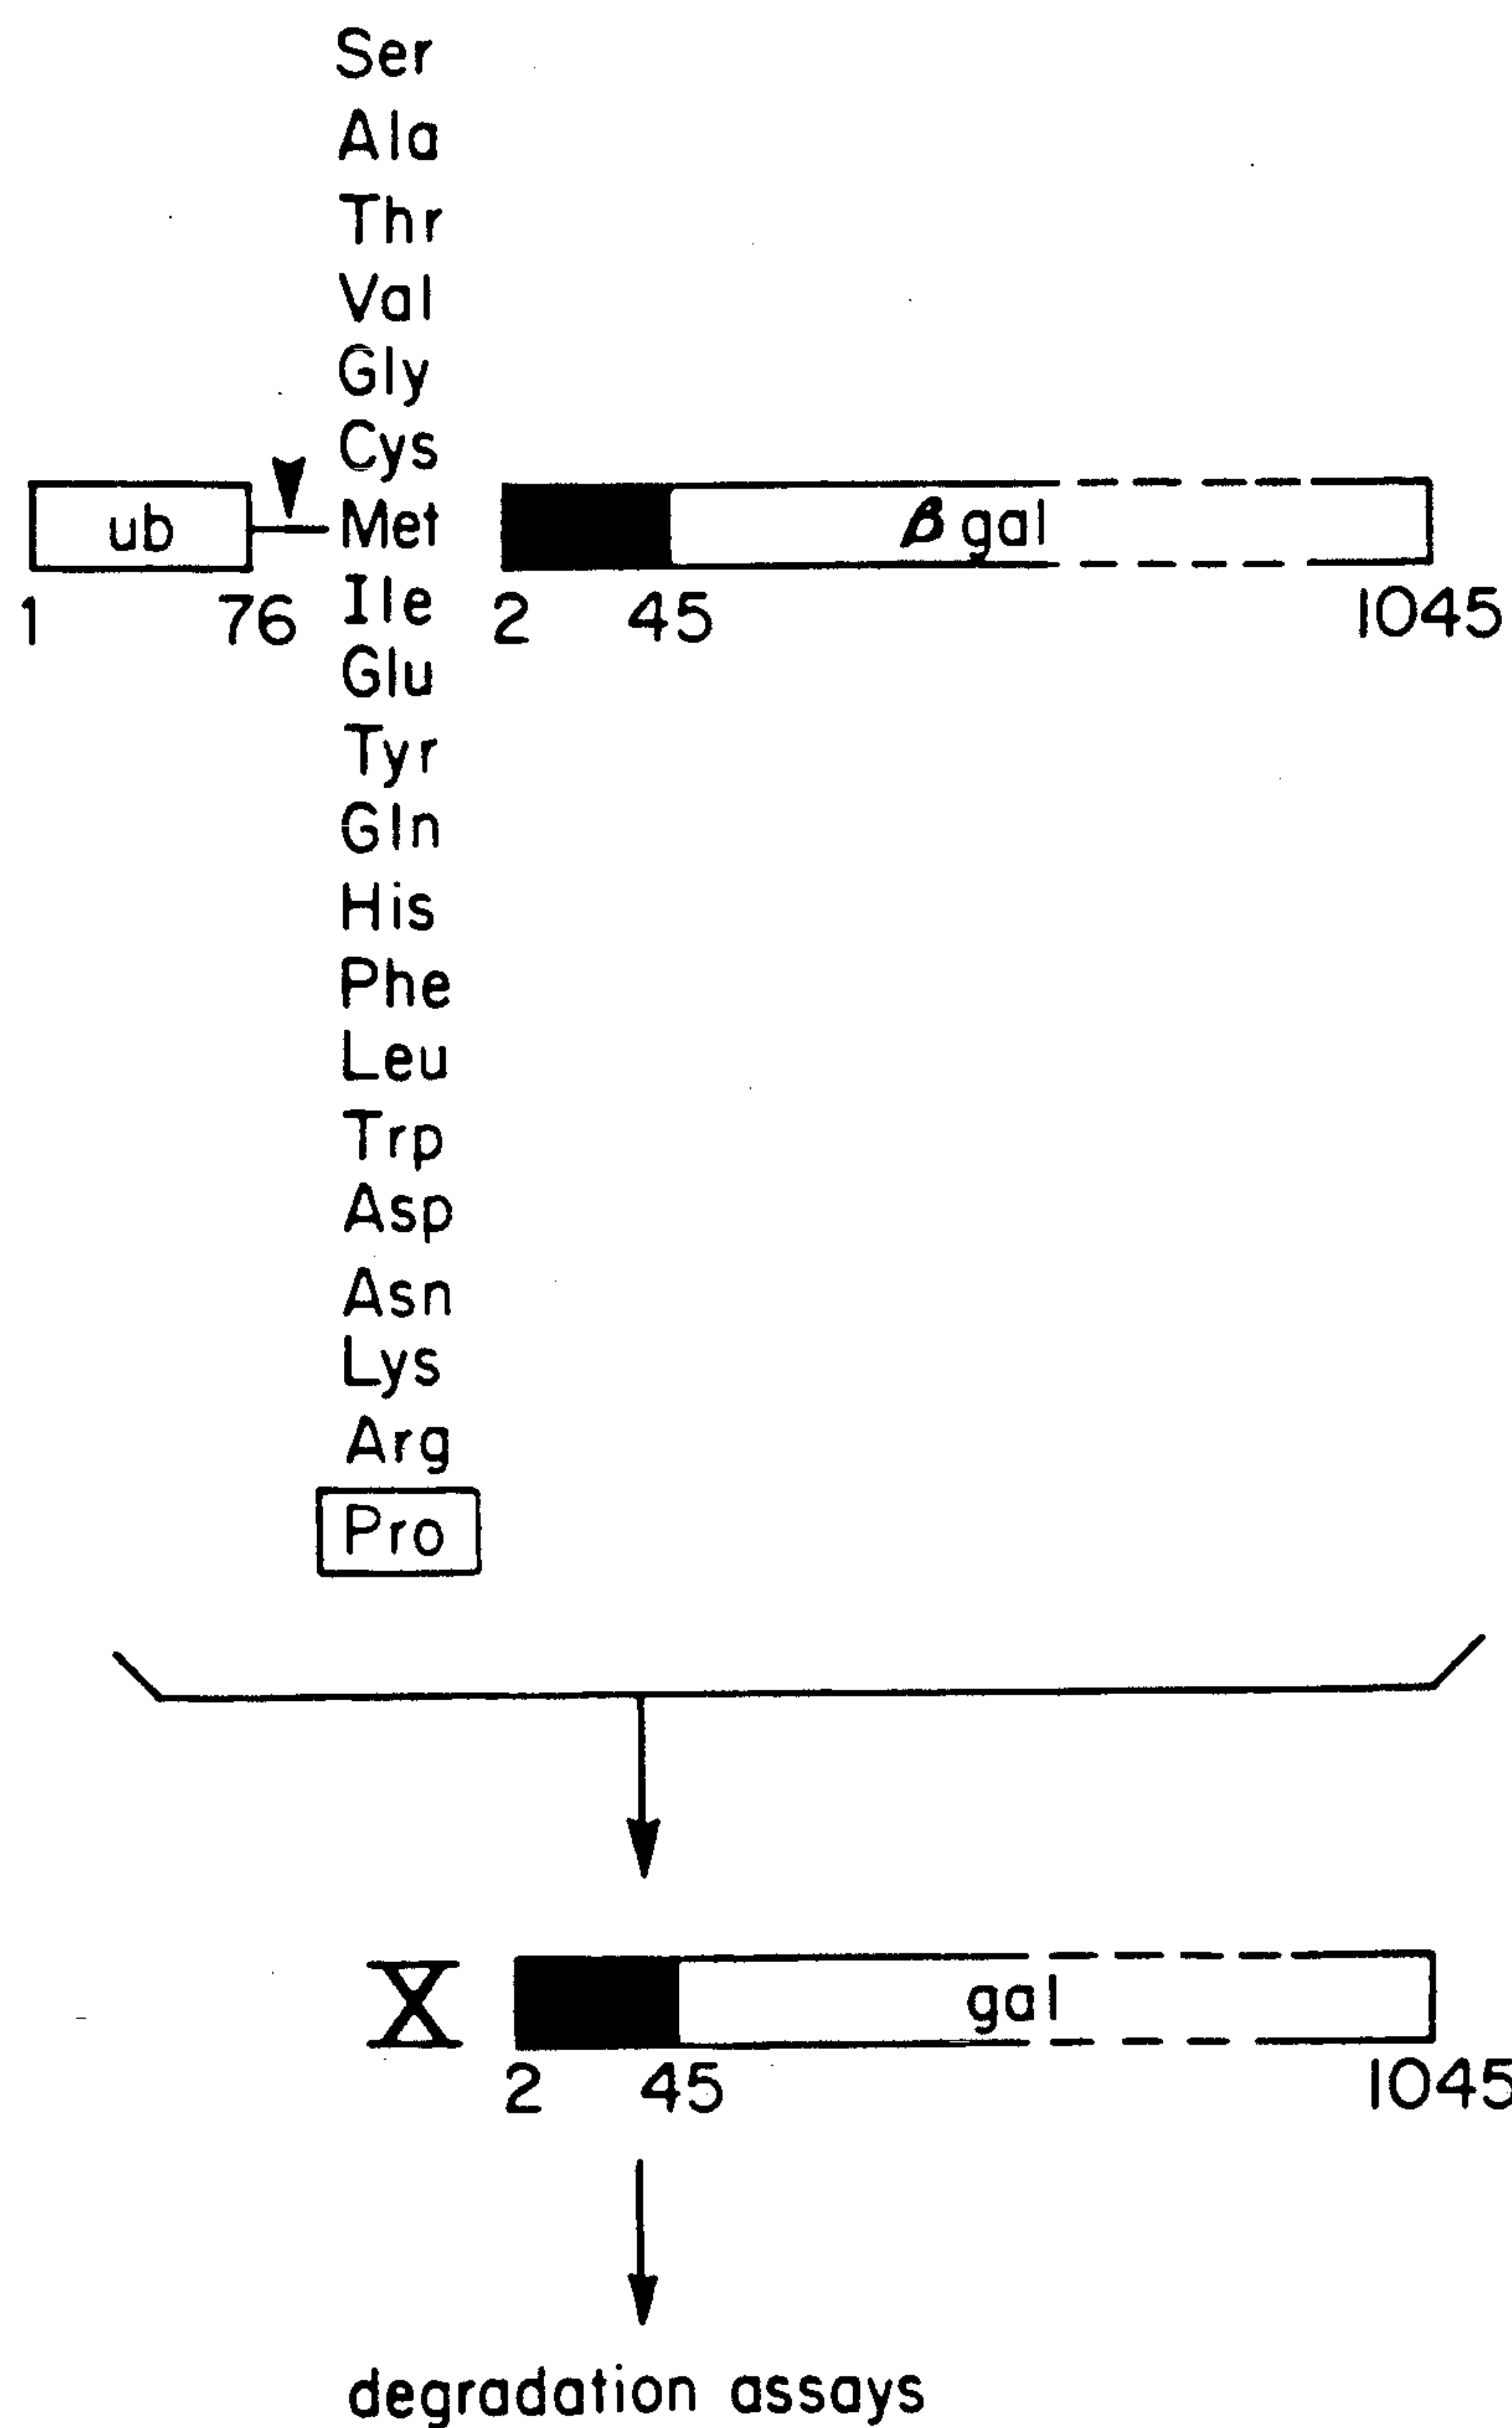 Ser
Ala
Thr
Val
Gly
Cys
ub Met β gal
1 76 Ile 2 45 1045
Glu
Tyr
Gln
His
Phe
Leu
Trp
Asp
Asn
Lys
Arg
Pro
X gal
2 45 1045
degradation assays